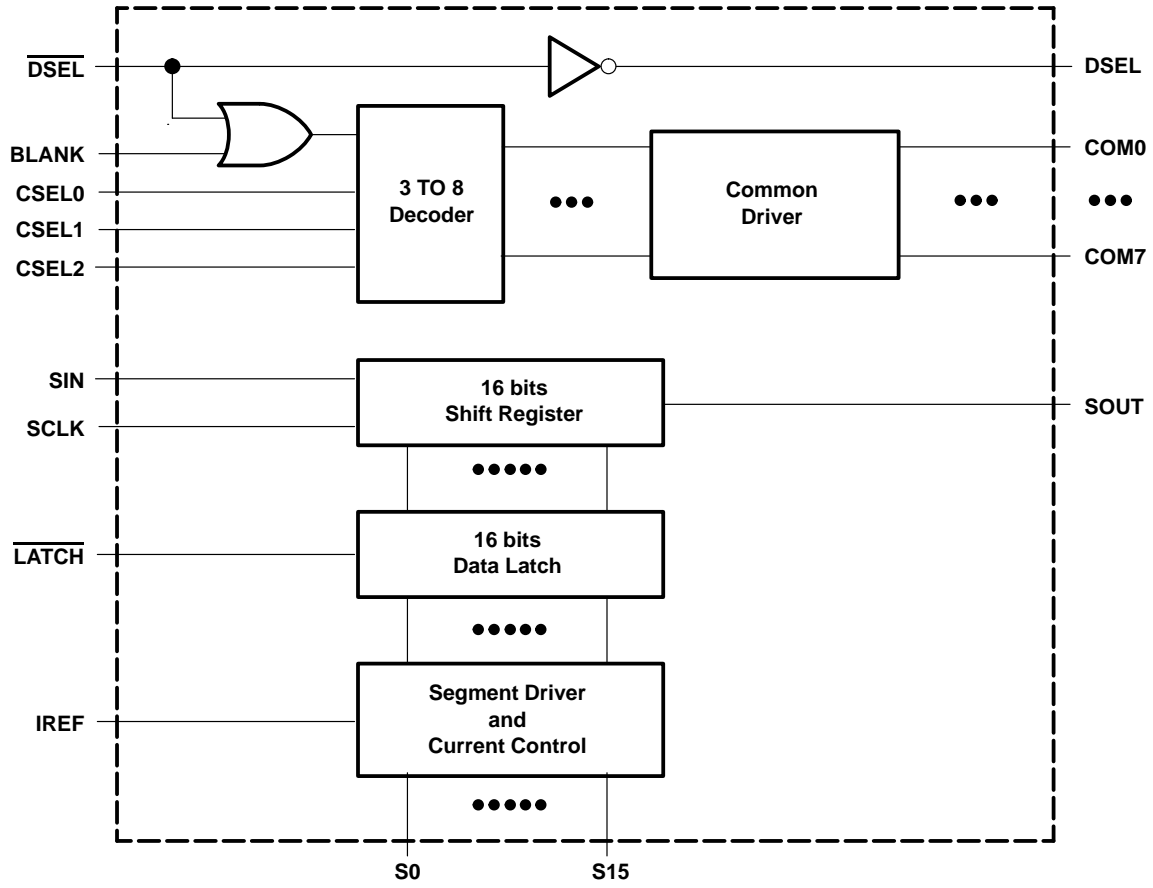 DSEL
DSEL
BLANK
COM0
CSEL0
3 TO 8
Decoder
Common
Driver
CSEL1
CSEL2
COM7
SIN
16 bits
Shift Register
SOUT
SCLK
LATCH
16 bits
Data Latch
IREF
Segment Driver
and
Current Control
S0
S15